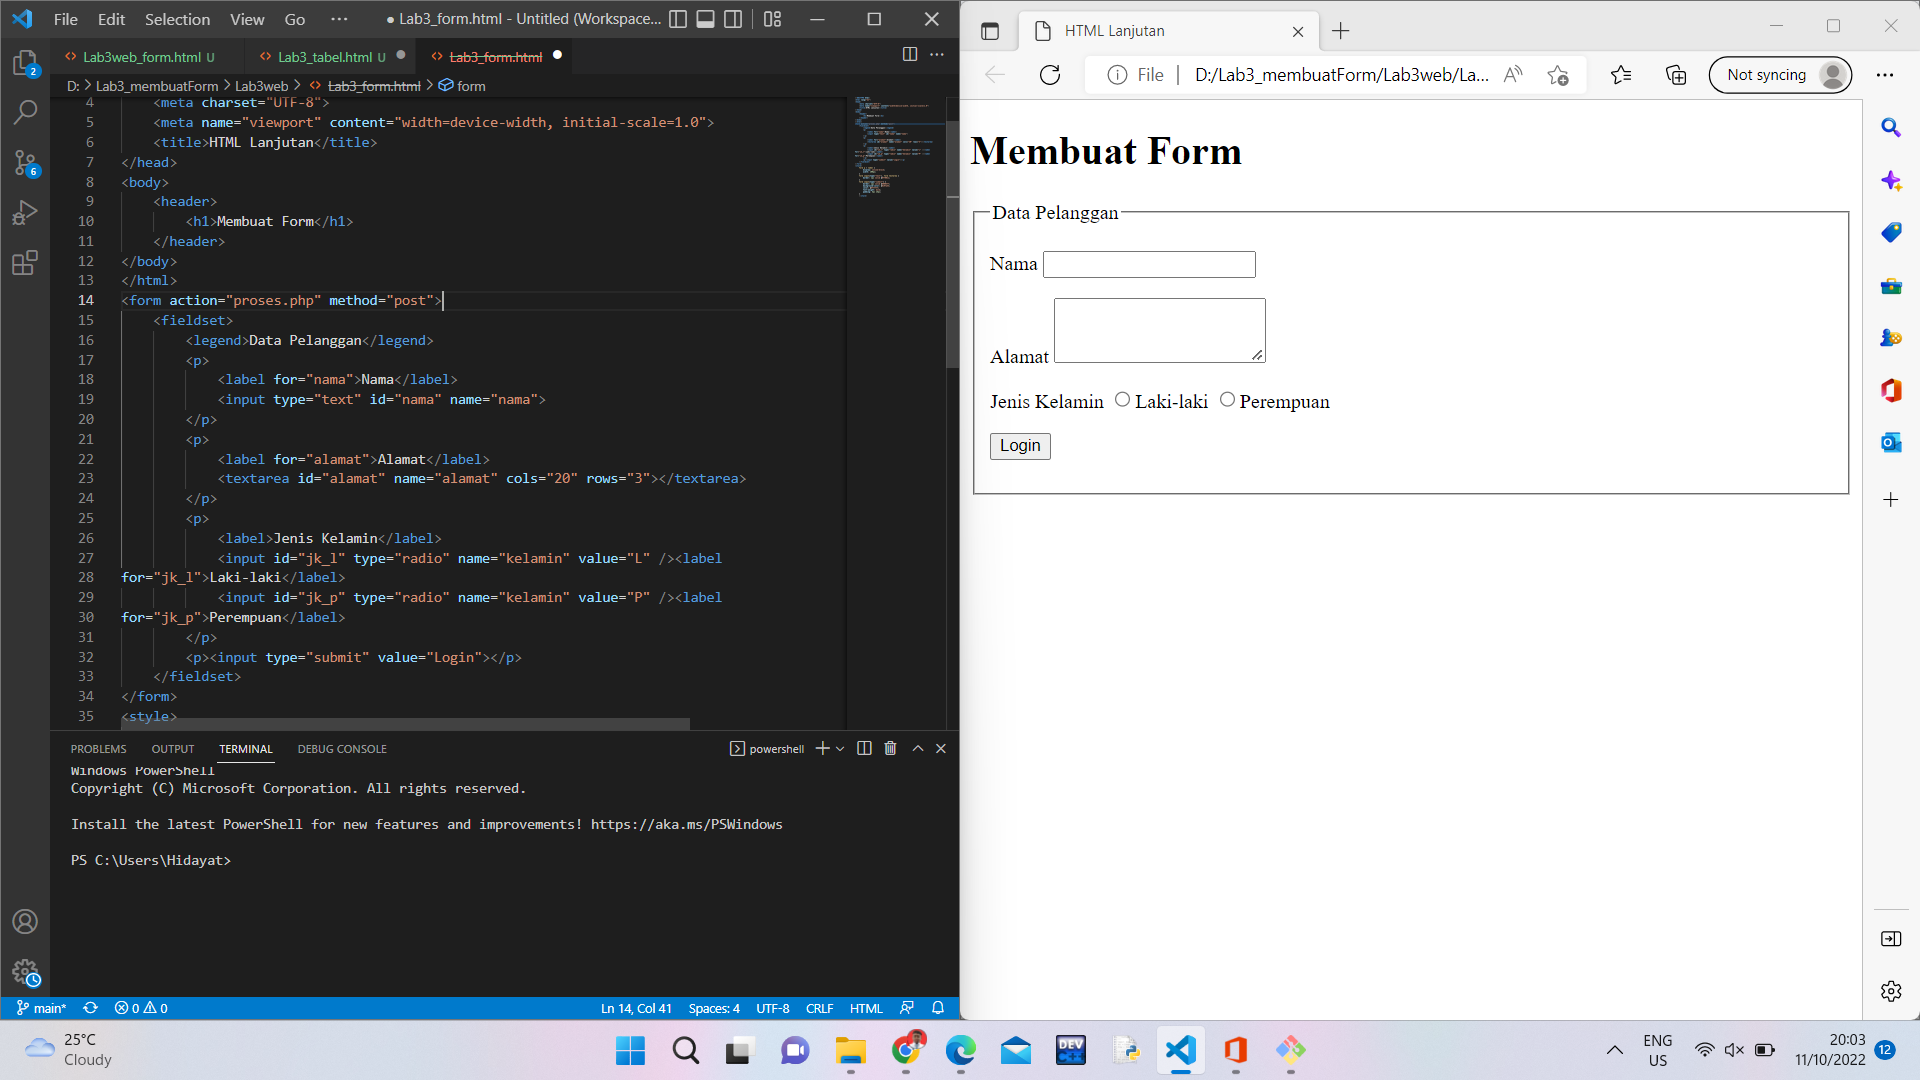 File Edit Selection View Go ··· ● Lab3_form.html - Untitled (Workspace...
Lab3web_form.html U Lab3_tabel.html U ● Lab3_form.html ●
D: > Lab3_membuatForm > Lab3web > Lab3_form.html > form
4 <meta charset="UTF-8">
5 <meta name="viewport" content="width=device-width, initial-scale=1.0">
6 <title>HTML Lanjutan</title>
7 </head>
8 <body>
9 <header>
10 <h1>Membuat Form</h1>
11 </header>
12 </body>
13 </html>
14 <form action="proses.php" method="post">
15 <fieldset>
16 <legend>Data Pelanggan</legend>
17 <p>
18 <label for="nama">Nama</label>
19 <input type="text" id="nama" name="nama">
20 </p>
21 <p>
22 <label for="alamat">Alamat</label>
23 <textarea id="alamat" name="alamat" cols="20" rows="3"></textarea>
24 </p>
25 <p>
26 <label>Jenis Kelamin</label>
27 <input id="jk_l" type="radio" name="kelamin" value="L" /><label
28 for="jk_l">Laki-laki</label>
29 <input id="jk_p" type="radio" name="kelamin" value="P" /><label
30 for="jk_p">Perempuan</label>
31 </p>
32 <p><input type="submit" value="Login"></p>
33 </fieldset>
34 </form>
35 <style>
PROBLEMS OUTPUT TERMINAL DEBUG CONSOLE powershell
Windows PowerShell
Copyright (C) Microsoft Corporation. All rights reserved.
Install the latest PowerShell for new features and improvements! https://aka.ms/PSWindows
PS C:\Users\Hidayat>
2
6
main* 0 0 Ln 14, Col 41 Spaces: 4 UTF-8 CRLF HTML
HTML Lanjutan
File | D:/Lab3_membuatForm/Lab3web/La... Not syncing
Membuat Form
Data Pelanggan
Nama
Alamat
Jenis Kelamin Laki-laki Perempuan
Login
25°C
Cloudy
DEV
ENG
US
20:03
11/10/2022
12